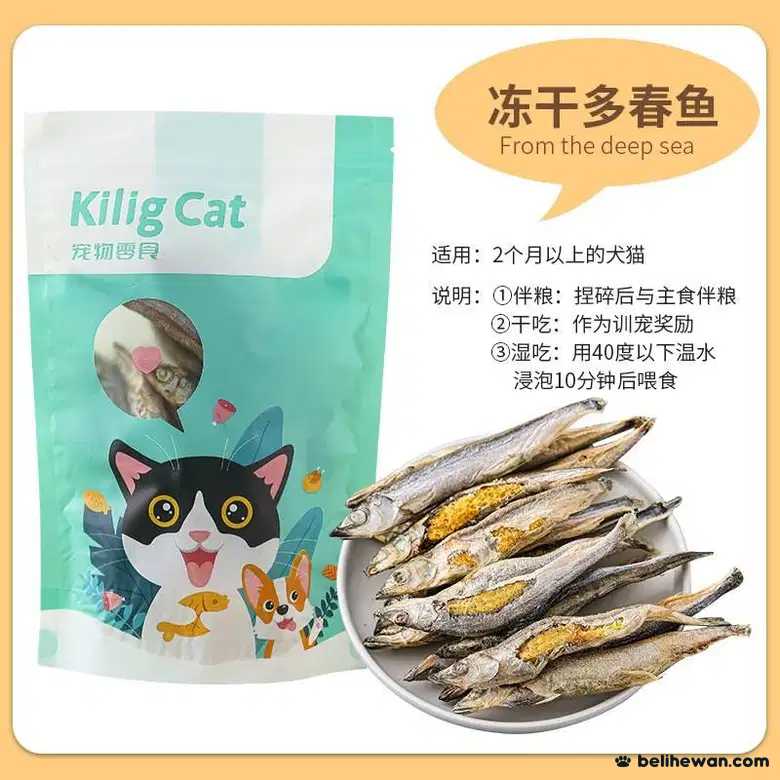 冻干多春鱼
From the deep sea
Kilig Cat
宠物零食
适用：2个月以上的犬猫
说明：①伴粮：捏碎后与主食伴粮
②干吃：作为训宠奖励
③湿吃：用40度以下温水
浸泡10分钟后喂食
belihewan.com